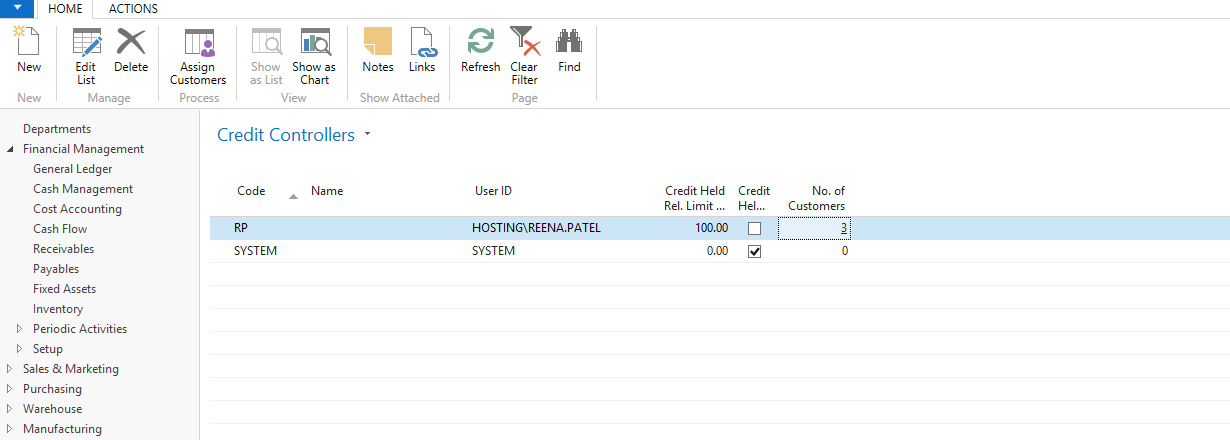 HOME ACTIONS
New
Edit List
Delete
Assign Customers
Show as List
Show as Chart
Notes
Links
Refresh
Clear Filter
Find
New Manage Process View Show Attached Page
Departments
Financial Management
General Ledger
Cash Management
Cost Accounting
Cash Flow
Receivables
Payables
Fixed Assets
Inventory
Periodic Activities
Setup
Sales & Marketing
Purchasing
Warehouse
Manufacturing
Credit Controllers
Code Name User ID Credit Held Rel. Limit ... Credit Hel... No. of Customers
RP HOSTING\REENA.PATEL 100.00 3
SYSTEM SYSTEM 0.00 0